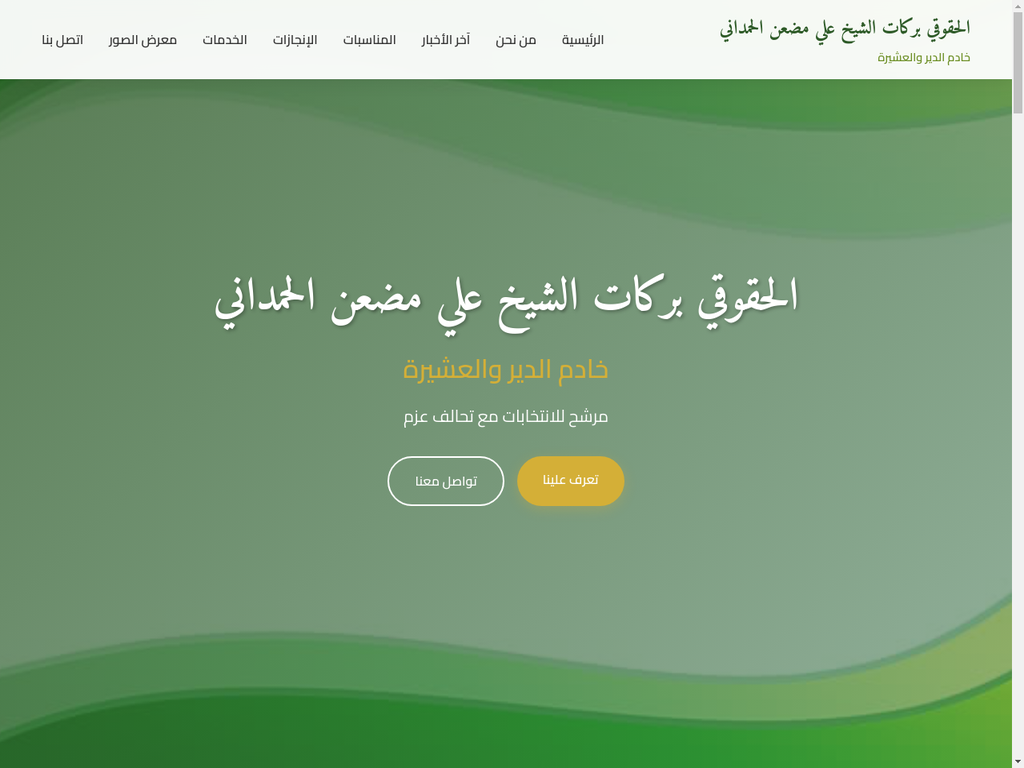 الحقوقي بركات الشيخ علي مضعن الحمداني
خادم الدير والعشيرة
الرئيسية من نحن آخر الأخبار المناسبات الإنجازات الخدمات معرض الصور اتصل بنا
الحقوقي بركات الشيخ علي مضعن الحمداني
خادم الدير والعشيرة
مرشح للانتخابات مع تحالف عزم
تعرف علينا تواصل معنا